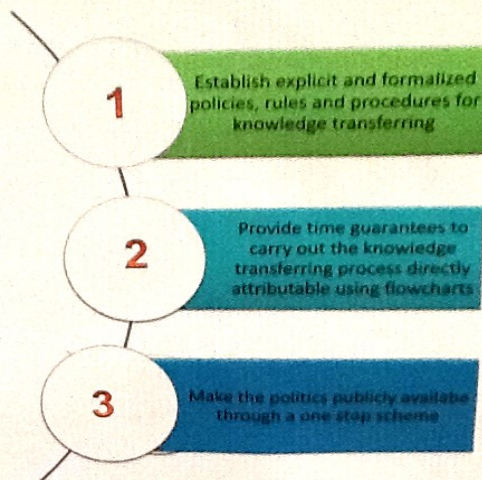 1
Establish explicit and formalized
policies, rules and procedures for
knowledge transferring
2
Provide time guarantees to
carry out the knowledge
transferring process directly
attributable using flowcharts
3
Make the politics publicly availabe
through a one stop scheme